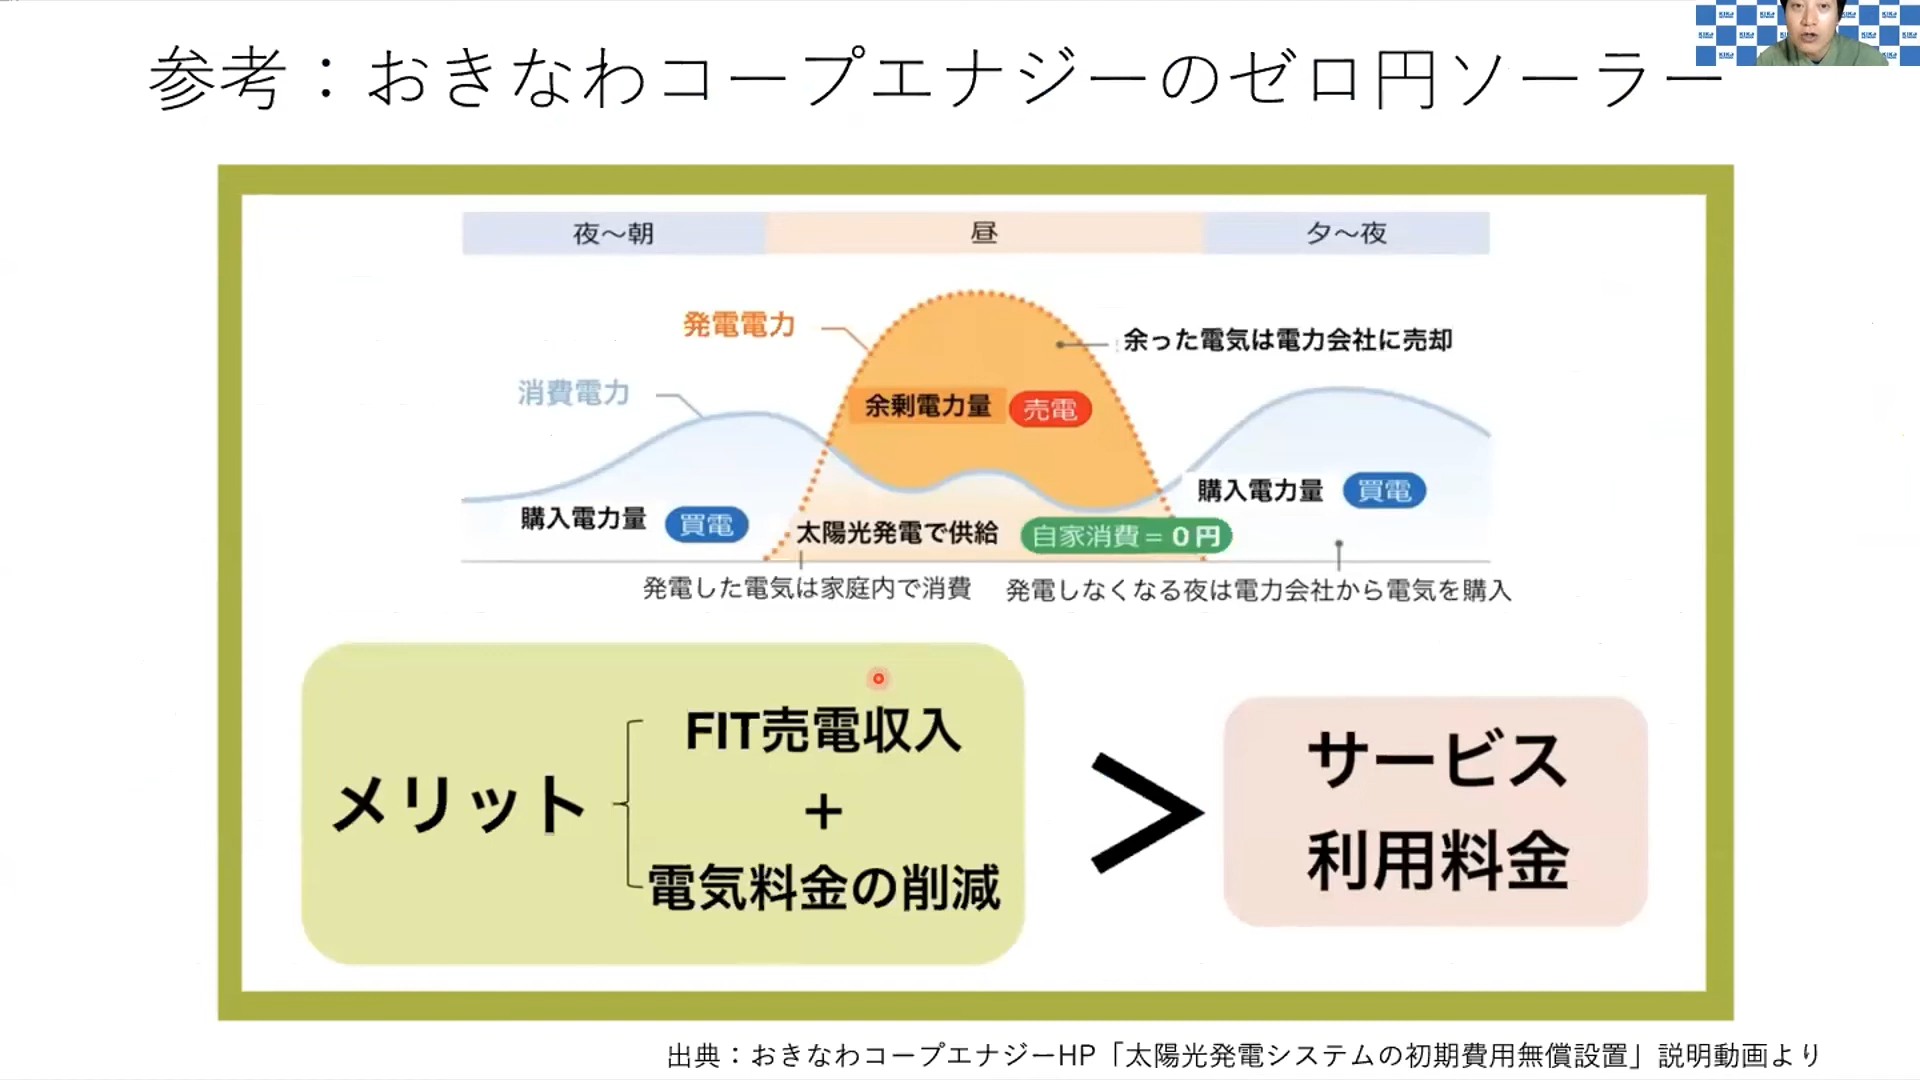 参考：おきなわコープエナジーのゼロ円ソーラー
夜～朝
昼
夕～夜
発電電力
余った電気は電力会社に売却
消費電力
余剰電力量 売電
購入電力量 買電
購入電力量 買電
太陽光発電で供給 自家消費＝0円
発電した電気は家庭内で消費
発電しなくなる夜は電力会社から電気を購入
メリット
FIT売電収入
＋
電気料金の削減
＞
サービス
利用料金
出典：おきなわコープエナジーHP「太陽光発電システムの初期費用無償設置」説明動画より